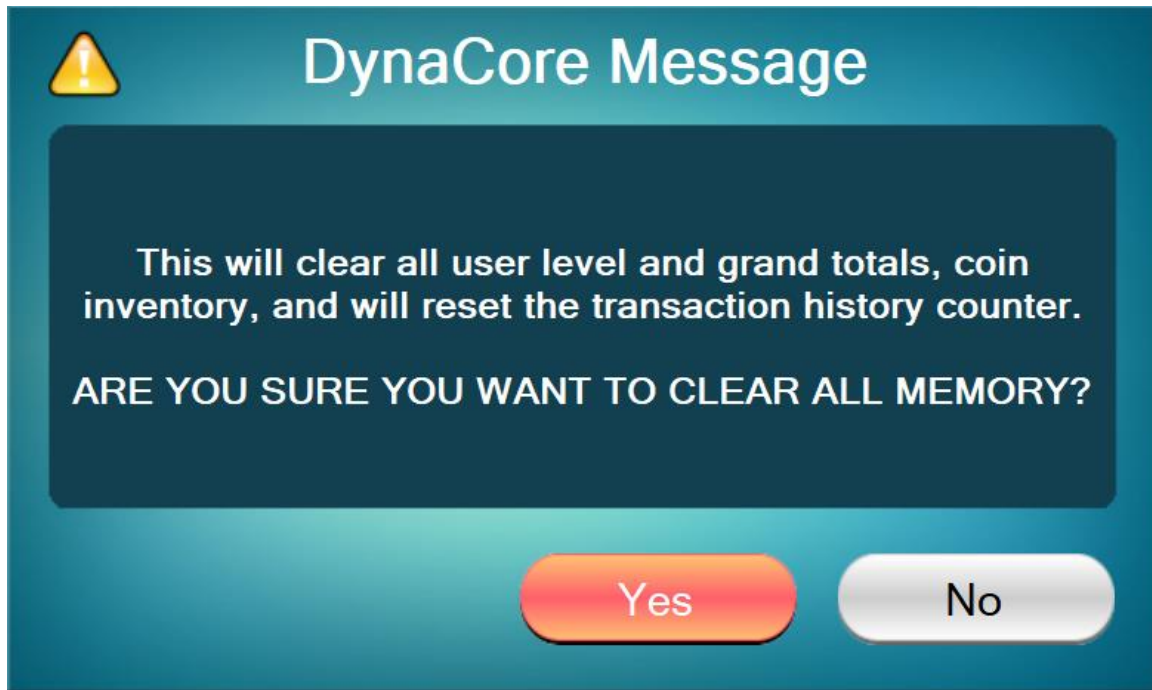 DynaCore Message
This will clear all user level and grand totals, coin
inventory, and will reset the transaction history counter.
ARE YOU SURE YOU WANT TO CLEAR ALL MEMORY?
Yes
No